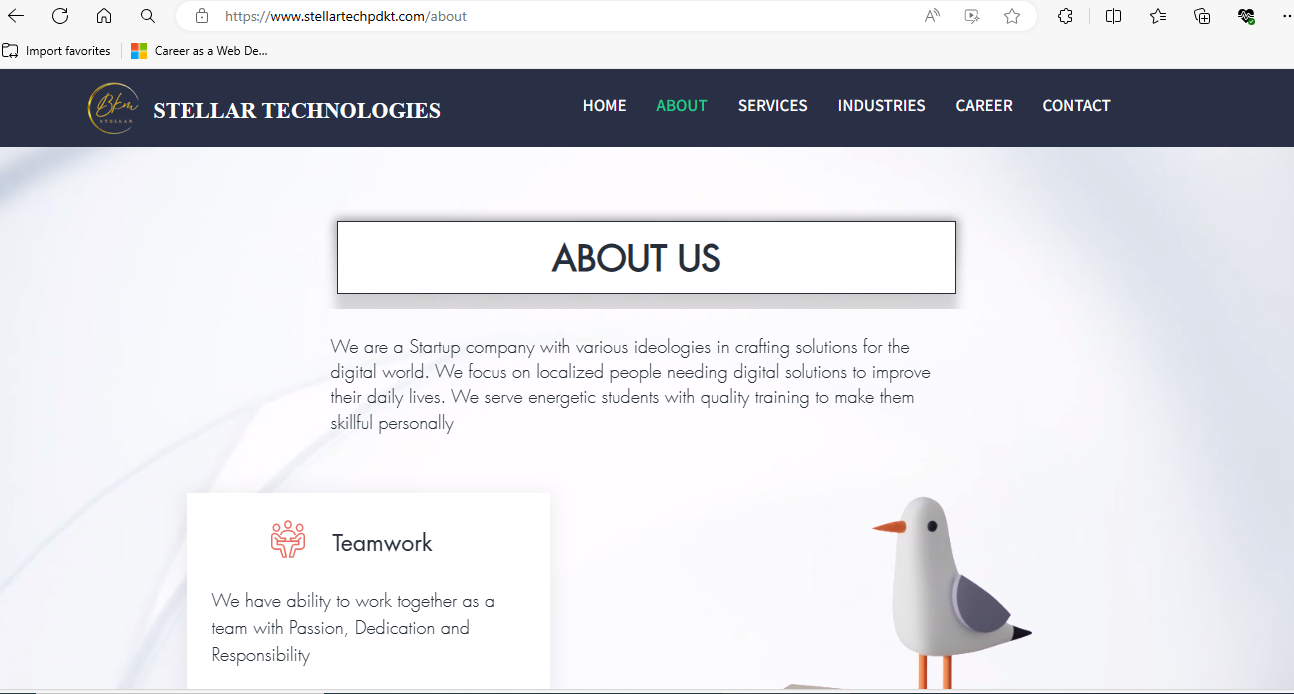 https://www.stellartechpdkt.com/about
Import favorites
Career as a Web De...
Bkm
STELLAR
STELLAR TECHNOLOGIES
HOME
ABOUT
SERVICES
INDUSTRIES
CAREER
CONTACT
ABOUT US
We are a Startup company with various ideologies in crafting solutions for the
digital world. We focus on localized people needing digital solutions to improve
their daily lives. We serve energetic students with quality training to make them
skillful personally
Teamwork
We have ability to work together as a
team with Passion, Dedication and
Responsibility